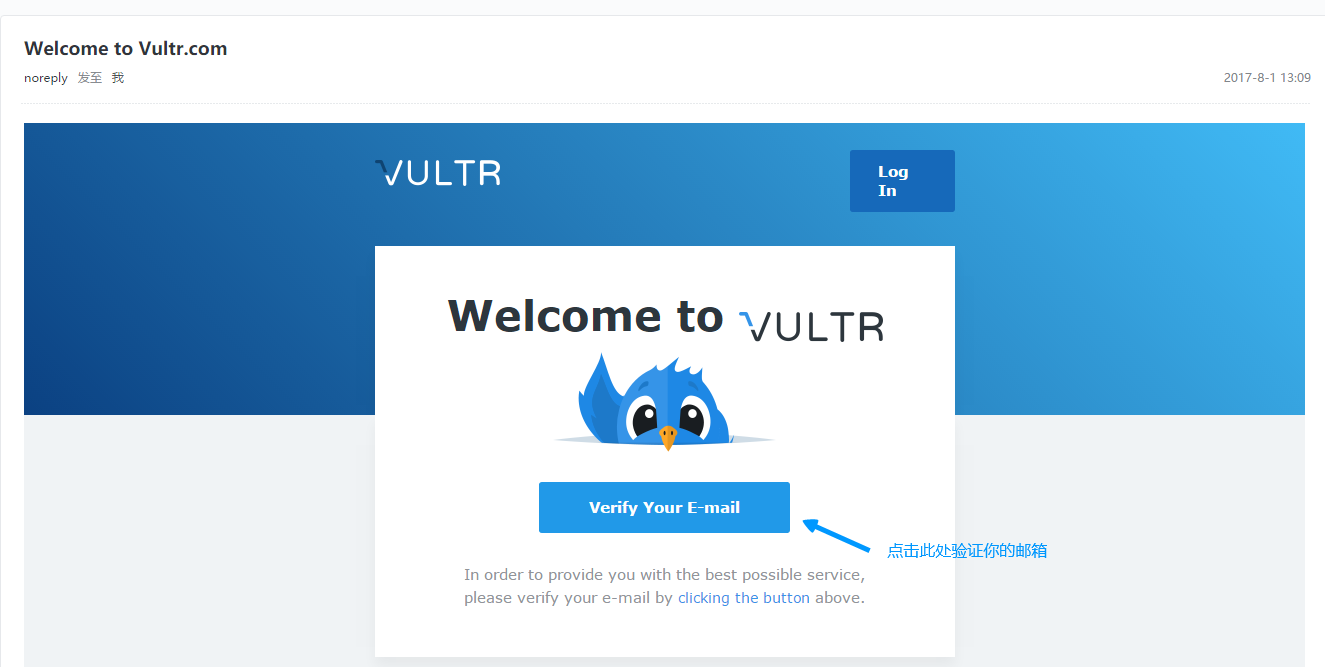 Welcome to Vultr.com
noreply 发至 我
2017-8-1 13:09
VULTR
Log
In
Welcome to VULTR
Verify Your E-mail
点击此处验证你的邮箱
In order to provide you with the best possible service,
please verify your e-mail by clicking the button above.